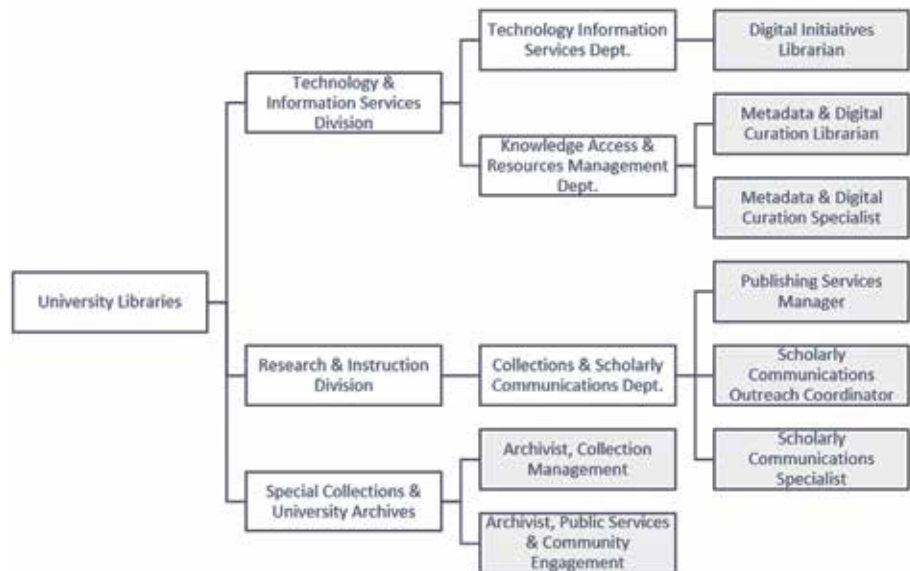 Technology Information
Services Dept.
Digital Initiatives
Librarian
Technology &
Information Services
Division
Metadata & Digital
Curation Librarian
Knowledge Access &
Resources Management
Dept.
Metadata & Digital
Curation Specialist
University Libraries
Publishing Services
Manager
Research & Instruction
Division
Collections & Scholarly
Communications Dept.
Scholarly
Communications
Outreach Coordinator
Archivist, Collection
Management
Scholarly
Communications
Specialist
Special Collections &
University Archives
Archivist, Public Services
& Community
Engagement